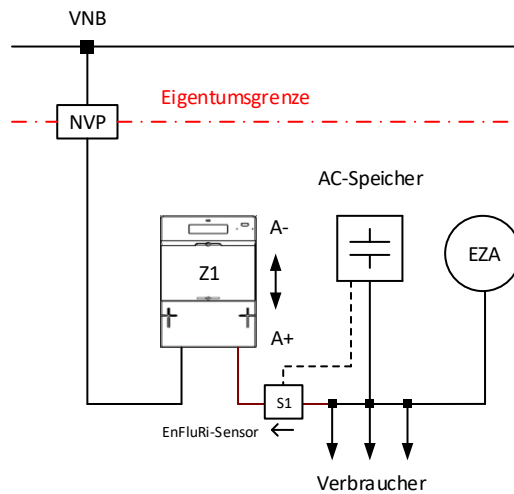 VNB
Eigentumsgrenze
NVP
AC-Speicher
A-
EZA
Z1
A+
S1
EnFluRi-Sensor
Verbraucher